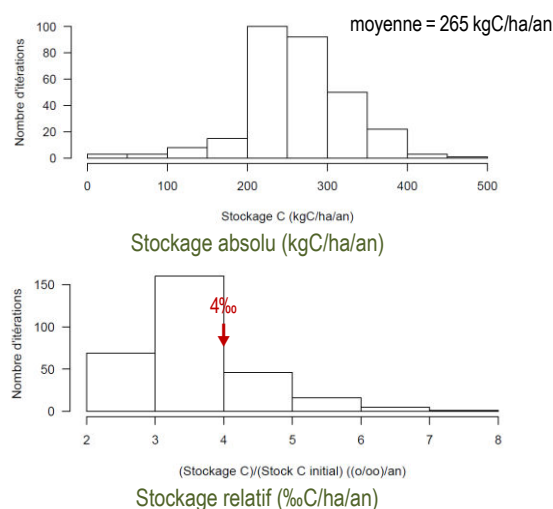 moyenne = 265 kgC/ha/an
Nombre d'itérations
100
80
60
40
20
0
0 100 200 300 400 500
Stockage C (kgC/ha/an)
Stockage absolu (kgC/ha/an)
Nombre d'itérations
150
100
50
0
4‰
2 3 4 5 6 7 8
(Stockage C)/(Stock C initial) ((o/oo)/an)
Stockage relatif (‰C/ha/an)